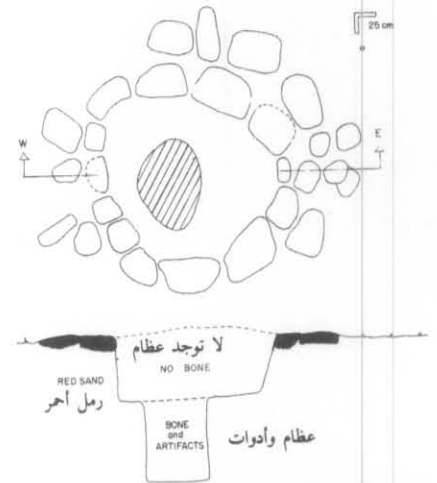 25 cm
W
E
لا توجد عظام
NO BONE
RED SAND
رمل أحمر
BONE
and
ARTIFACTS
عظام وأدوات